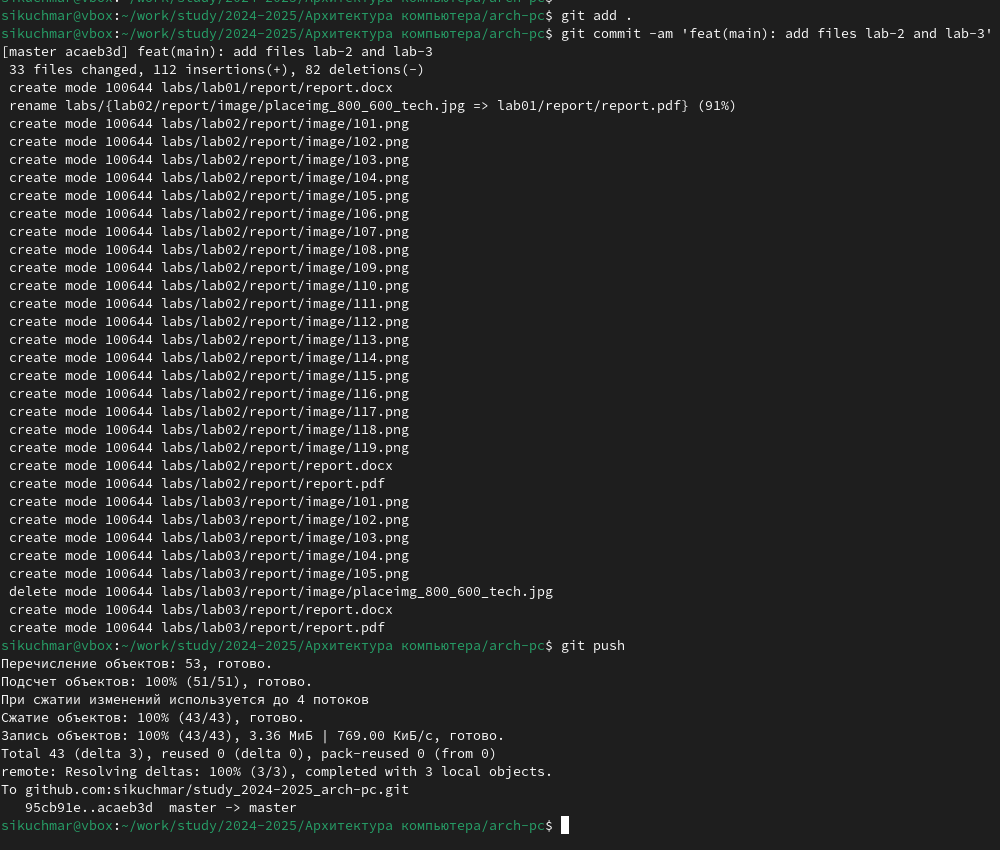 sikuchmar@vbox:~/work/study/2024-2025/Архитектура компьютера/arch-pc$
sikuchmar@vbox:~/work/study/2024-2025/Архитектура компьютера/arch-pc$ git add .
sikuchmar@vbox:~/work/study/2024-2025/Архитектура компьютера/arch-pc$ git commit -am 'feat(main): add files lab-2 and lab-3'
[master acaeb3d] feat(main): add files lab-2 and lab-3
 33 files changed, 112 insertions(+), 82 deletions(-)
 create mode 100644 labs/lab01/report/report.docx
 rename labs/{lab02/report/image/placeimg_800_600_tech.jpg => lab01/report/report.pdf} (91%)
 create mode 100644 labs/lab02/report/image/101.png
 create mode 100644 labs/lab02/report/image/102.png
 create mode 100644 labs/lab02/report/image/103.png
 create mode 100644 labs/lab02/report/image/104.png
 create mode 100644 labs/lab02/report/image/105.png
 create mode 100644 labs/lab02/report/image/106.png
 create mode 100644 labs/lab02/report/image/107.png
 create mode 100644 labs/lab02/report/image/108.png
 create mode 100644 labs/lab02/report/image/109.png
 create mode 100644 labs/lab02/report/image/110.png
 create mode 100644 labs/lab02/report/image/111.png
 create mode 100644 labs/lab02/report/image/112.png
 create mode 100644 labs/lab02/report/image/113.png
 create mode 100644 labs/lab02/report/image/114.png
 create mode 100644 labs/lab02/report/image/115.png
 create mode 100644 labs/lab02/report/image/116.png
 create mode 100644 labs/lab02/report/image/117.png
 create mode 100644 labs/lab02/report/image/118.png
 create mode 100644 labs/lab02/report/image/119.png
 create mode 100644 labs/lab02/report/report.docx
 create mode 100644 labs/lab02/report/report.pdf
 create mode 100644 labs/lab03/report/image/101.png
 create mode 100644 labs/lab03/report/image/102.png
 create mode 100644 labs/lab03/report/image/103.png
 create mode 100644 labs/lab03/report/image/104.png
 create mode 100644 labs/lab03/report/image/105.png
 delete mode 100644 labs/lab03/report/image/placeimg_800_600_tech.jpg
 create mode 100644 labs/lab03/report/report.docx
 create mode 100644 labs/lab03/report/report.pdf
sikuchmar@vbox:~/work/study/2024-2025/Архитектура компьютера/arch-pc$ git push
Перечисление объектов: 53, готово.
Подсчет объектов: 100% (51/51), готово.
При сжатии изменений используется до 4 потоков
Сжатие объектов: 100% (43/43), готово.
Запись объектов: 100% (43/43), 3.36 МиБ | 769.00 КиБ/с, готово.
Total 43 (delta 3), reused 0 (delta 0), pack-reused 0 (from 0)
remote: Resolving deltas: 100% (3/3), completed with 3 local objects.
To github.com:sikuchmar/study_2024-2025_arch-pc.git
   95cb91e..acaeb3d  master -> master
sikuchmar@vbox:~/work/study/2024-2025/Архитектура компьютера/arch-pc$